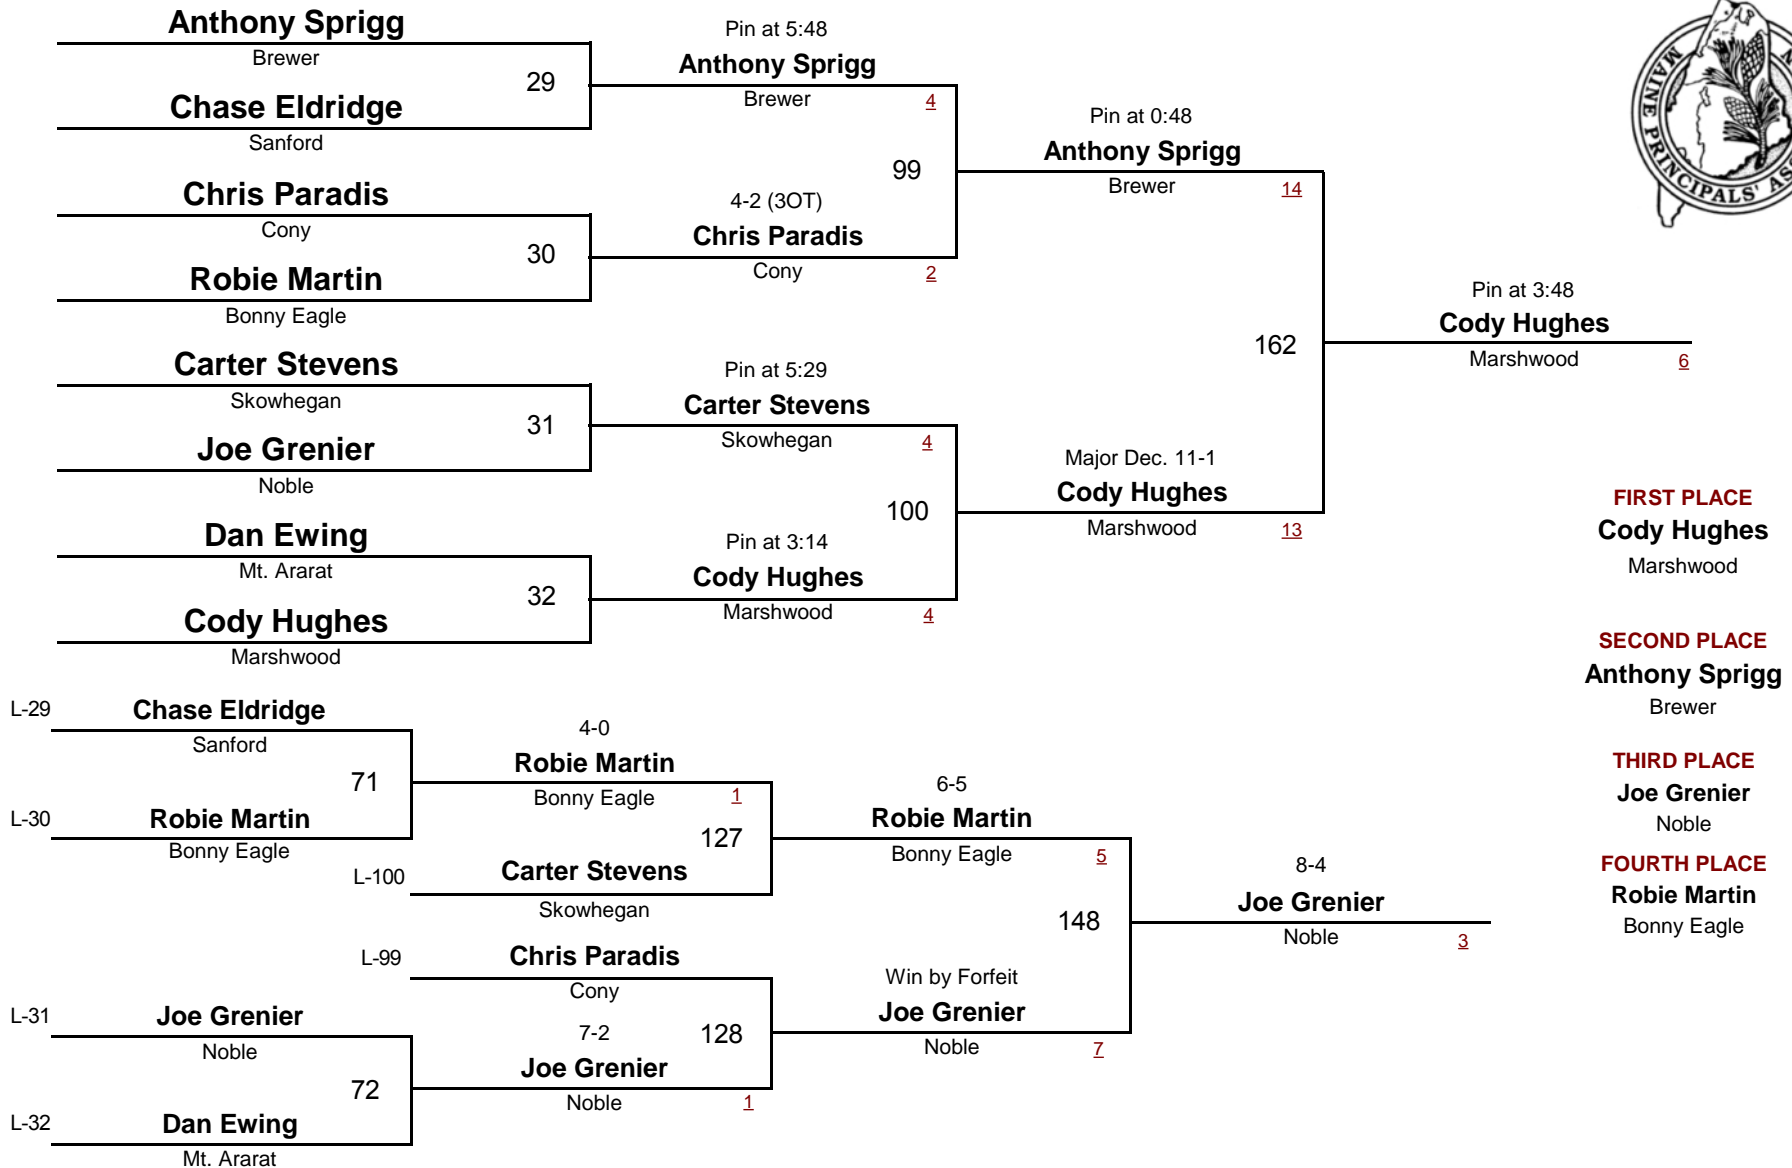 Anthony Sprigg
Brewer
29
Chase Eldridge
Sanford
Chris Paradis
Cony
30
Robie Martin
Bonny Eagle
Carter Stevens
Skowhegan
31
Joe Grenier
Noble
Dan Ewing
Mt. Ararat
32
Cody Hughes
Marshwood
Pin at 5:48
Anthony Sprigg
Brewer 4
99
4-2 (3OT)
Chris Paradis
Cony 2
Pin at 5:29
Carter Stevens
Skowhegan 4
100
Pin at 3:14
Cody Hughes
Marshwood 4
Pin at 0:48
Anthony Sprigg
Brewer 14
162
Major Dec. 11-1
Cody Hughes
Marshwood 13
Pin at 3:48
Cody Hughes
Marshwood 6
MAINE PRINCIPALS'
FIRST PLACE
Cody Hughes
Marshwood
SECOND PLACE
Anthony Sprigg
Brewer
THIRD PLACE
Joe Grenier
Noble
FOURTH PLACE
Robie Martin
Bonny Eagle
L-29 Chase Eldridge
Sanford
71
L-30 Robie Martin
Bonny Eagle
4-0
Robie Martin
Bonny Eagle 1
127
L-100 Carter Stevens
Skowhegan
L-99 Chris Paradis
Cony
128
7-2
Joe Grenier
Noble 1
L-31 Joe Grenier
Noble
72
L-32 Dan Ewing
Mt. Ararat
6-5
Robie Martin
Bonny Eagle 5
148
Win by Forfeit
Joe Grenier
Noble 7
8-4
Joe Grenier
Noble 3